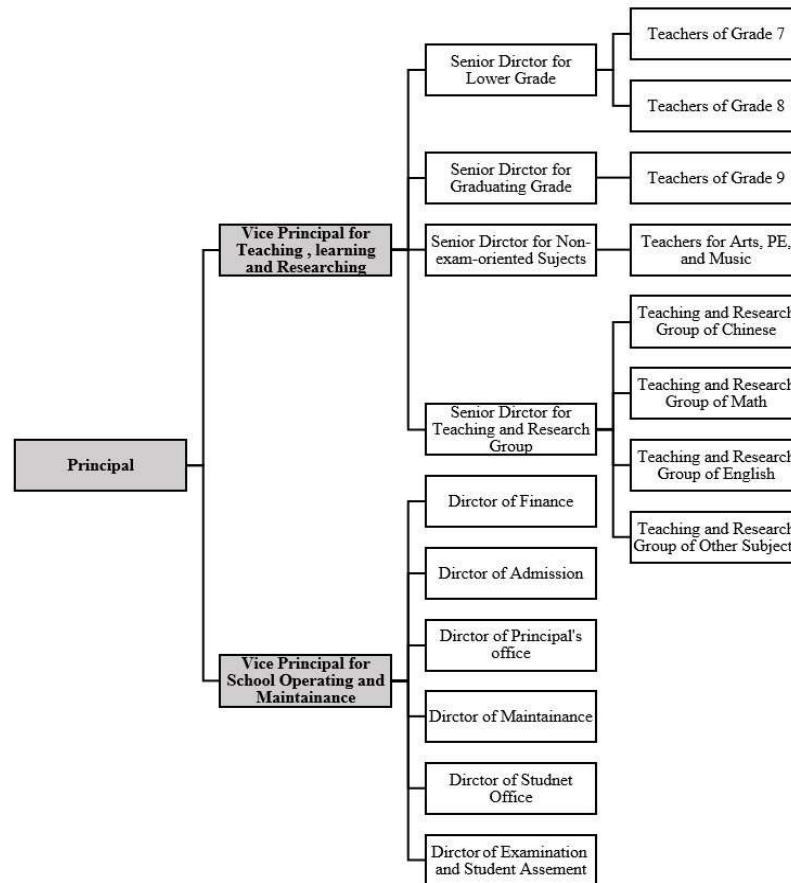 Principal
Vice Principal for
Teaching , learning
and Researching
Senior Dirctor for
Lower Grade
Teachers of Grade 7
Teachers of Grade 8
Senior Dirctor for
Graduating Grade
Teachers of Grade 9
Senior Dirctor for Non-
exam-oriented Sujects
Teachers for Arts, PE,
and Music
Senior Dirctor for
Teaching and Research
Group
Teaching and Research
Group of Chinese
Teaching and Research
Group of Math
Teaching and Research
Group of English
Teaching and Research
Group of Other Subject
Vice Principal for
School Operating and
Maintainance
Dirctor of Finance
Dirctor of Admission
Dirctor of Principal's
office
Dirctor of Maintainance
Dirctor of Studnet
Office
Dirctor of Examination
and Student Assement